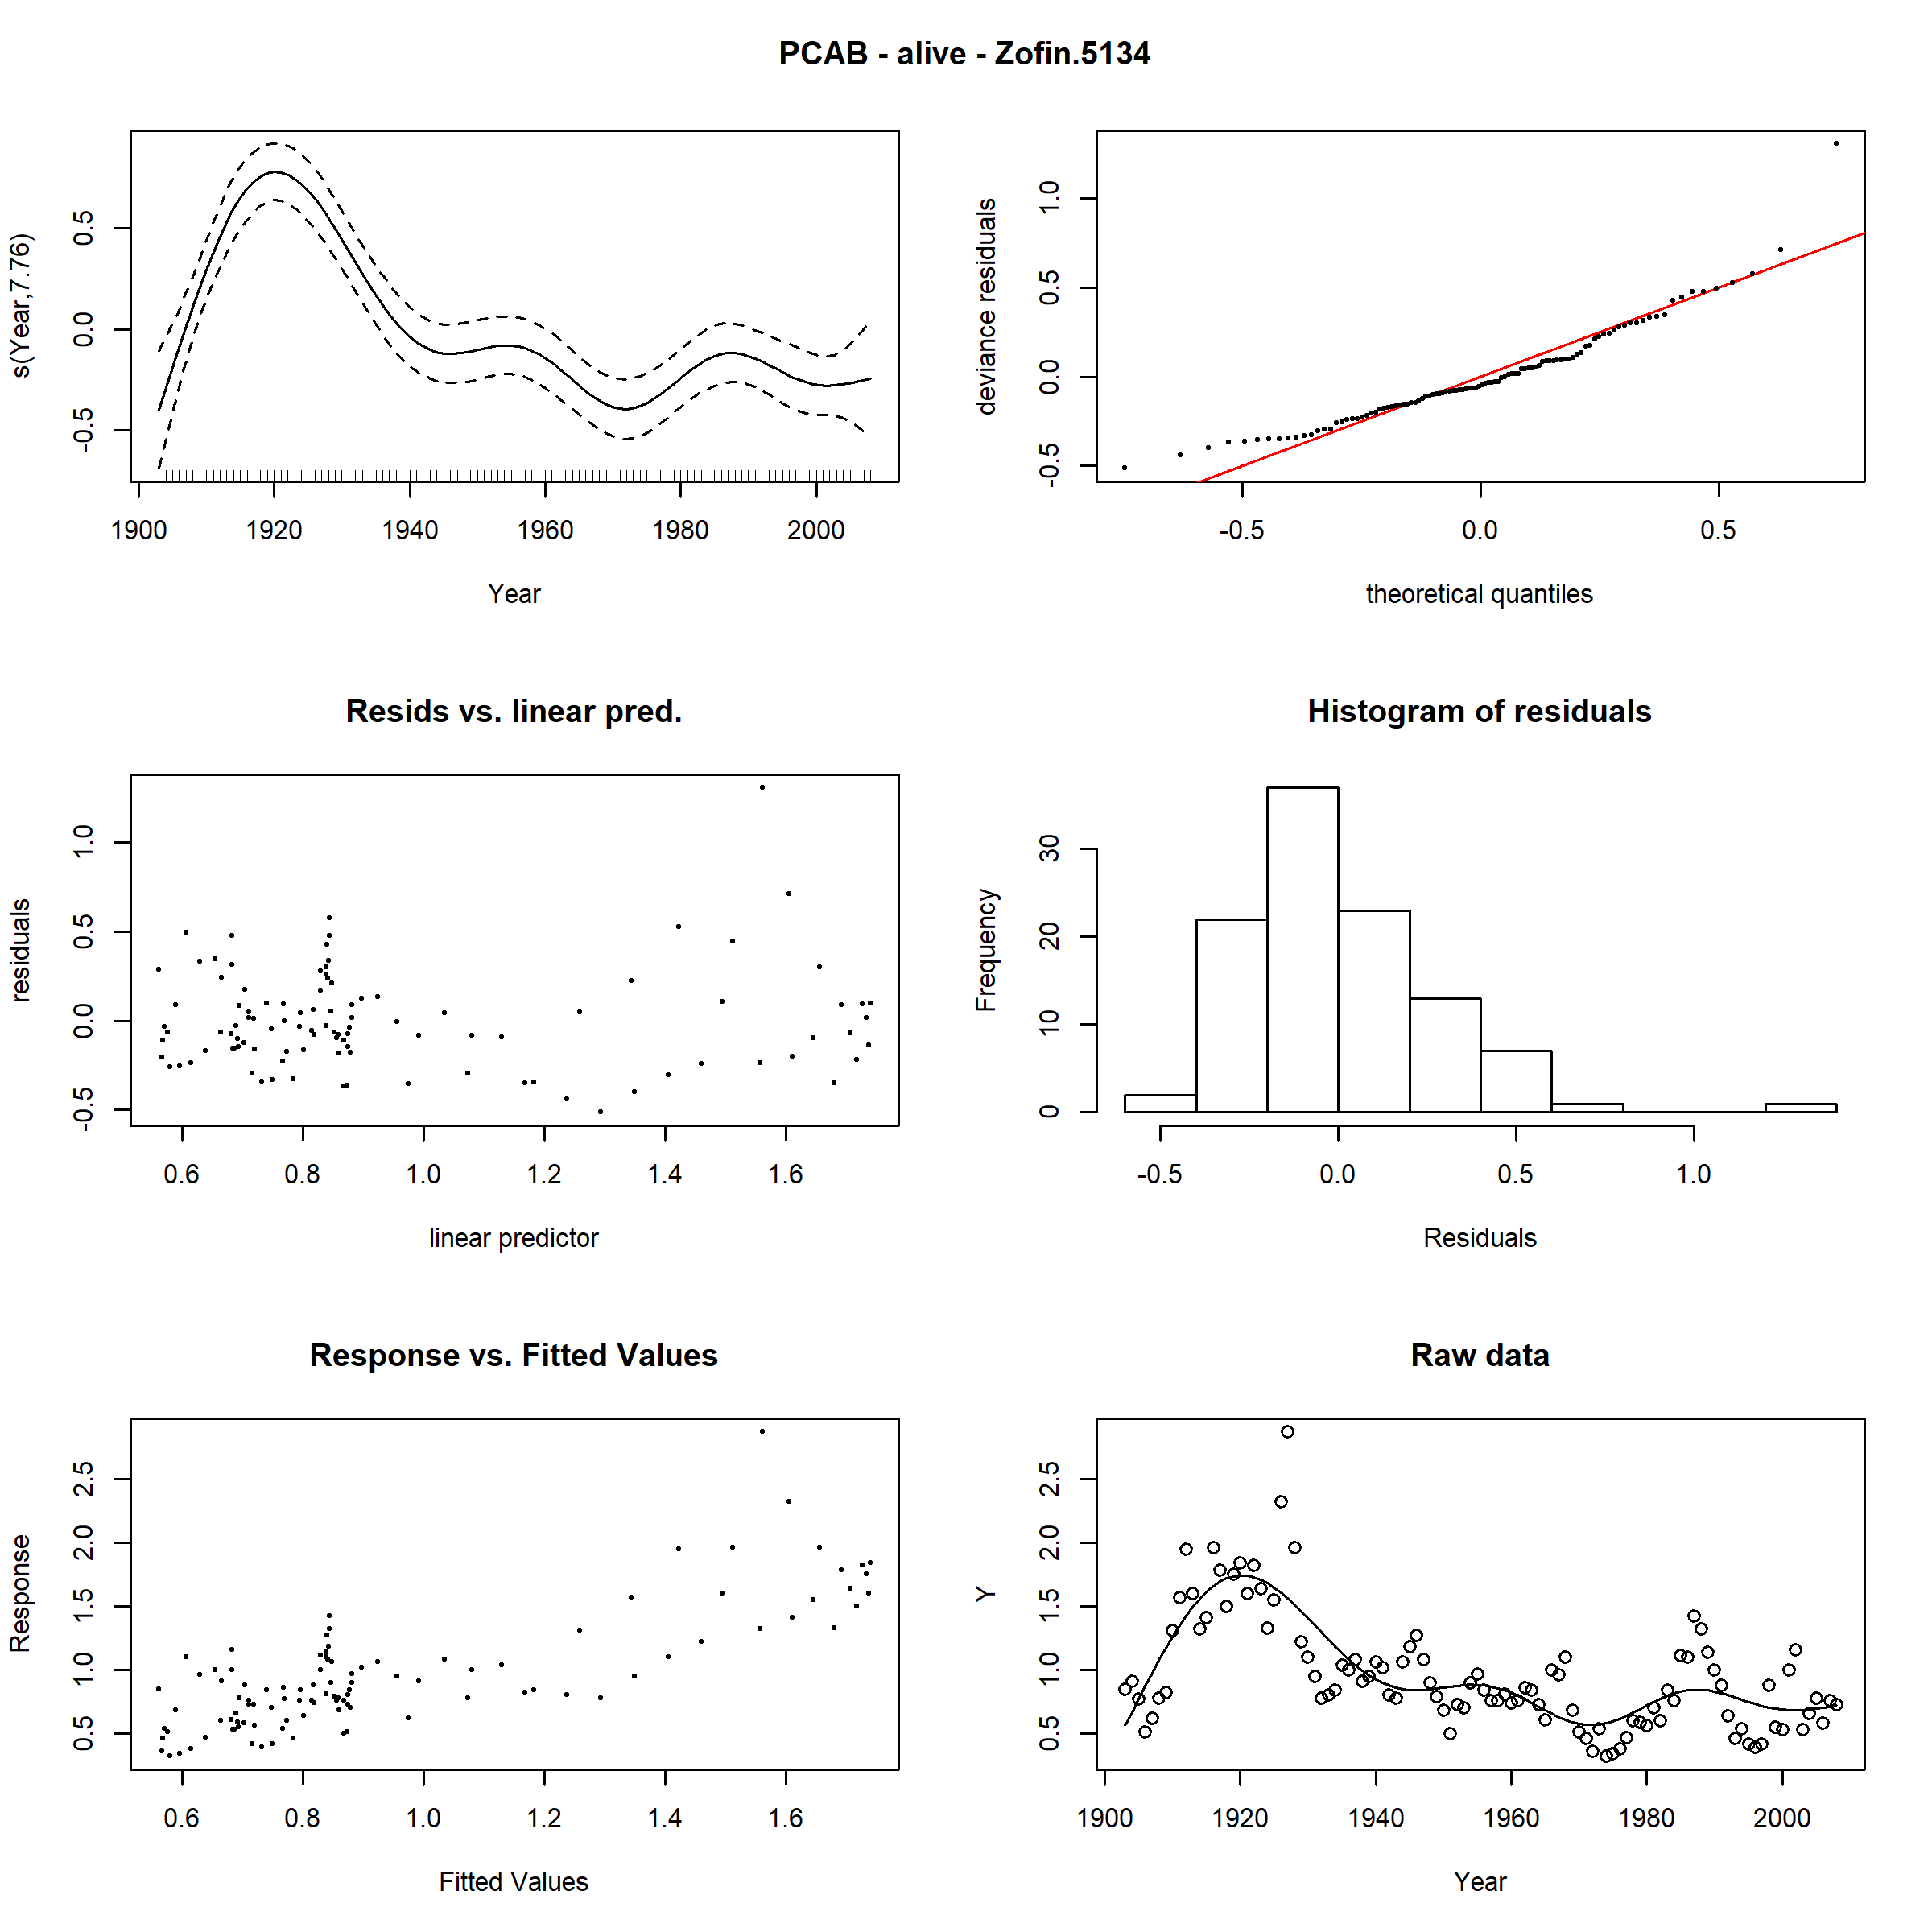 PCAB - alive - Zofin.5134
s(Year,7.76)
-0.5 0.0 0.5
1900 1920 1940 1960 1980 2000
Year
deviance residuals
-0.5 0.0 0.5 1.0
-0.5 0.0 0.5
theoretical quantiles
Resids vs. linear pred.
residuals
-0.5 0.0 0.5 1.0
0.6 0.8 1.0 1.2 1.4 1.6
linear predictor
Histogram of residuals
Frequency
0 10 20 30
-0.5 0.0 0.5 1.0
Residuals
Response vs. Fitted Values
Response
0.5 1.0 1.5 2.0 2.5
0.6 0.8 1.0 1.2 1.4 1.6
Fitted Values
Raw data
Y
0.5 1.0 1.5 2.0 2.5
1900 1920 1940 1960 1980 2000
Year